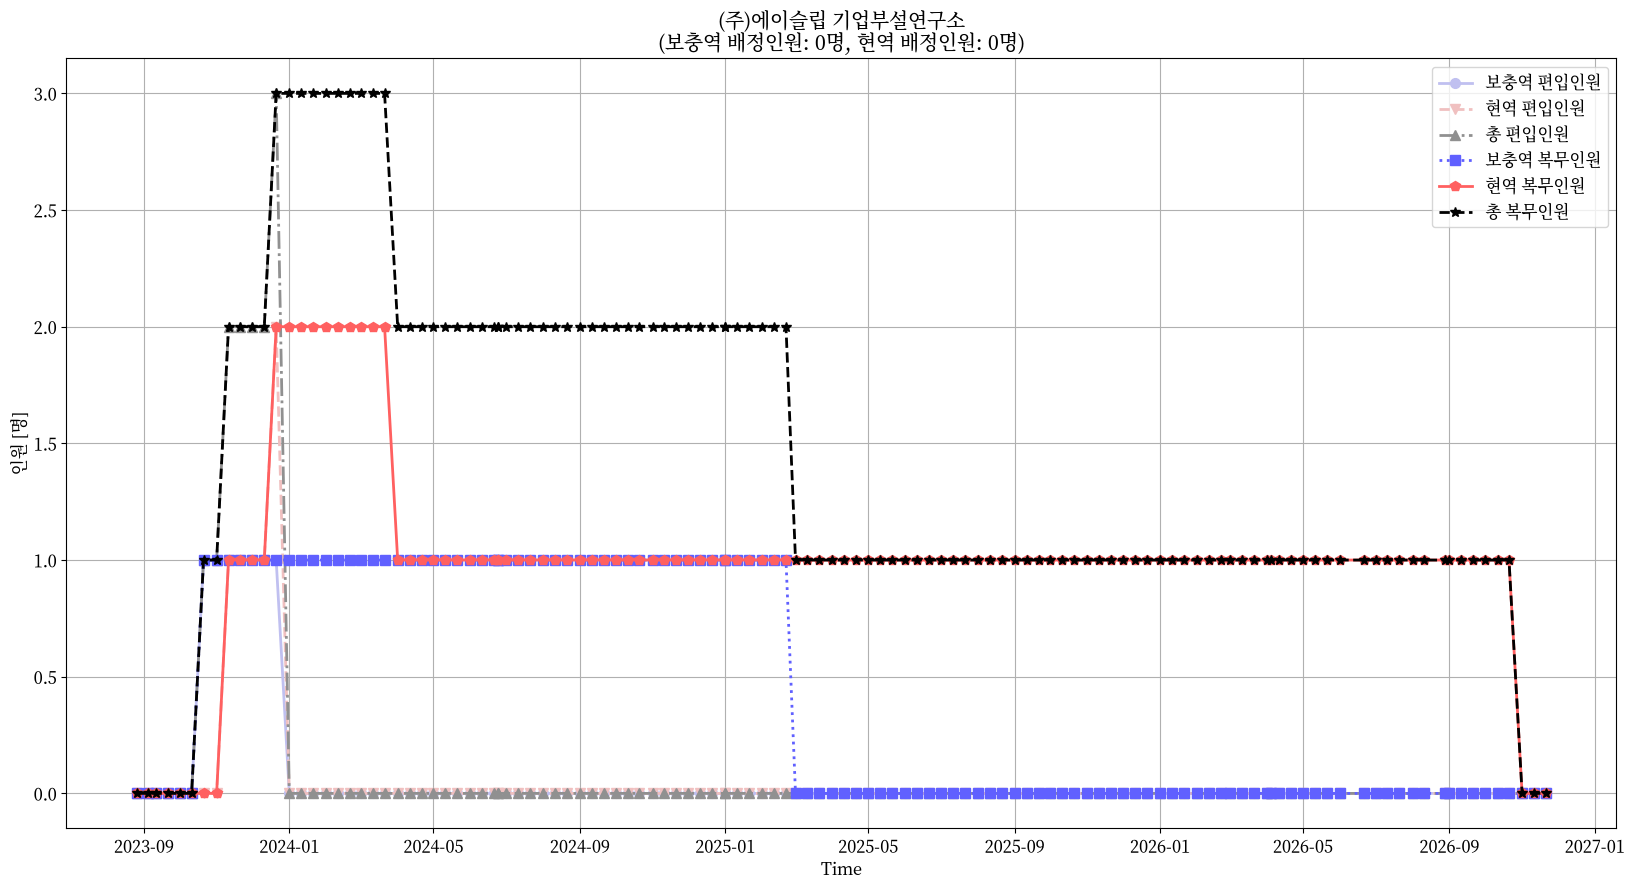 (주)에이슬립 기업부설연구소
(보충역 배정인원: 0명, 현역 배정인원: 0명)
보충역 편입인원
현역 편입인원
총 편입인원
보충역 복무인원
현역 복무인원
총 복무인원
인원 [명]
3.0
2.5
2.0
1.5
1.0
0.5
0.0
2023-09 2024-01 2024-05 2024-09 2025-01 2025-05 2025-09 2026-01 2026-05 2026-09 2027-01
Time